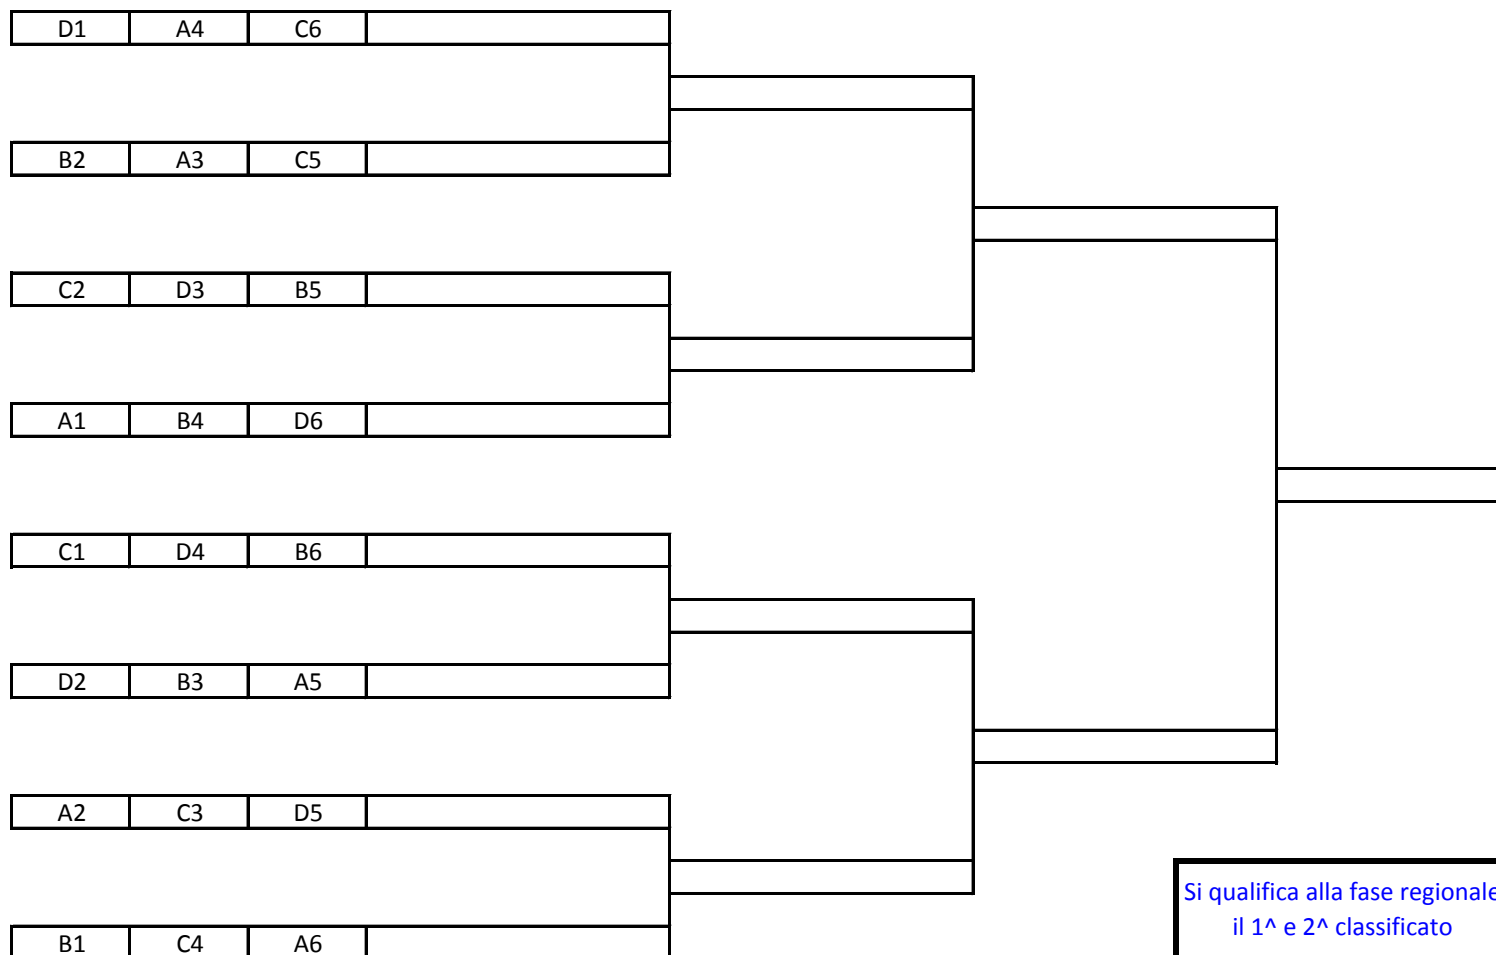 D1 A4 C6
B2 A3 C5
C2 D3 B5
A1 B4 D6
C1 D4 B6
D2 B3 A5
A2 C3 D5
B1 C4 A6
Si qualifica alla fase regionale
il 1^ e 2^ classificato